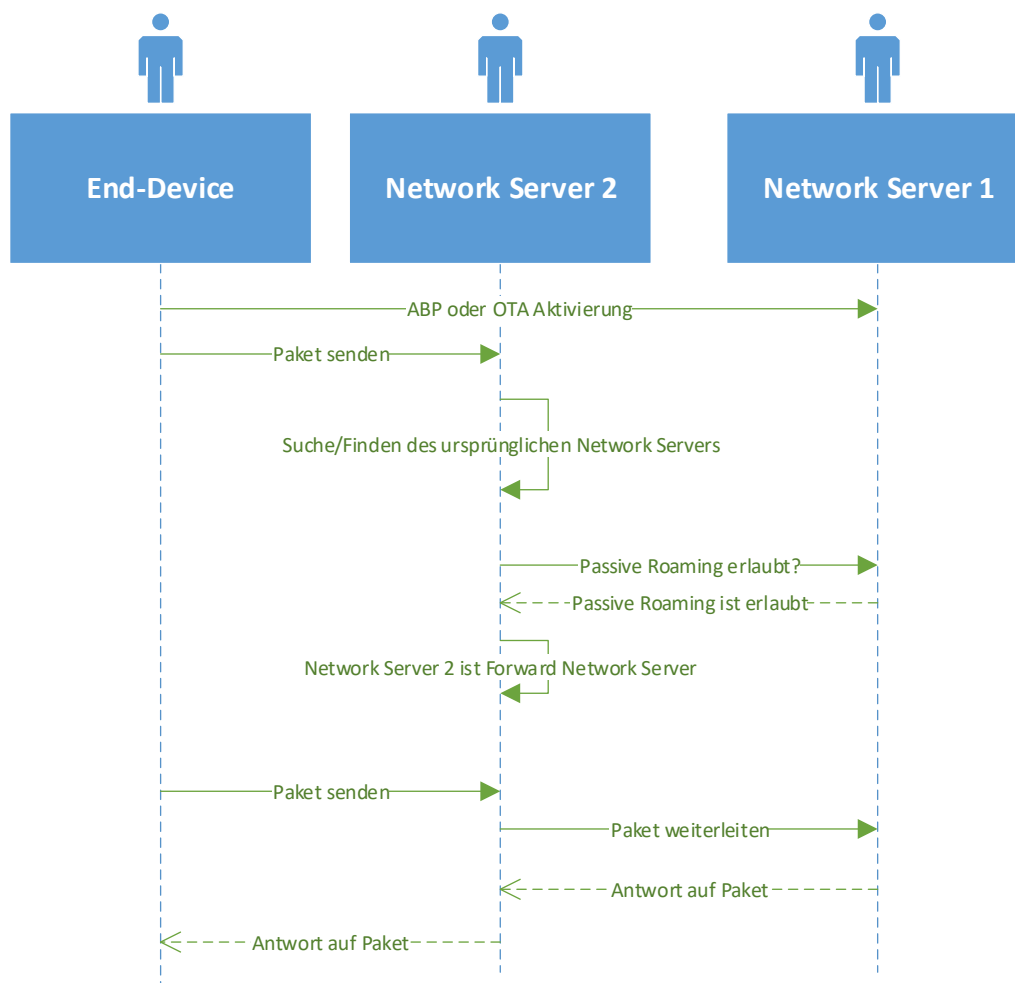 End-Device
Network Server 2
Network Server 1
ABP oder OTA Aktivierung
Paket senden
Suche/Finden des ursprünglichen Network Servers
Passive Roaming erlaubt?
Passive Roaming ist erlaubt
Network Server 2 ist Forward Network Server
Paket senden
Paket weiterleiten
Antwort auf Paket
Antwort auf Paket